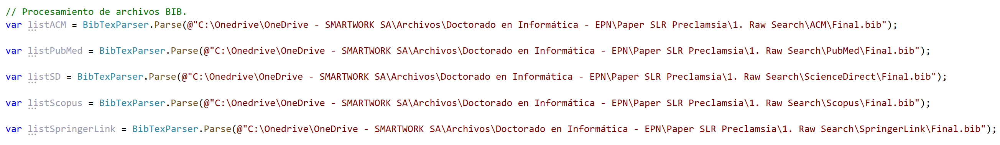 // Procesamiento de archivos BIB.
var listACM = BibTexParser.Parse(@"C:\Onedrive\OneDrive - SMARTWORK SA\Archivos\Doctorado en Informática - EPN\Paper SLR Preclamsia\1. Raw Search\ACM\Final.bib");
var listPubMed = BibTexParser.Parse(@"C:\Onedrive\OneDrive - SMARTWORK SA\Archivos\Doctorado en Informática - EPN\Paper SLR Preclamsia\1. Raw Search\PubMed\Final.bib");
var listSD = BibTexParser.Parse(@"C:\Onedrive\OneDrive - SMARTWORK SA\Archivos\Doctorado en Informática - EPN\Paper SLR Preclamsia\1. Raw Search\ScienceDirect\Final.bib");
var listScopus = BibTexParser.Parse(@"C:\Onedrive\OneDrive - SMARTWORK SA\Archivos\Doctorado en Informática - EPN\Paper SLR Preclamsia\1. Raw Search\Scopus\Final.bib");
var listSpringerLink = BibTexParser.Parse(@"C:\Onedrive\OneDrive - SMARTWORK SA\Archivos\Doctorado en Informática - EPN\Paper SLR Preclamsia\1. Raw Search\SpringerLink\Final.bib");